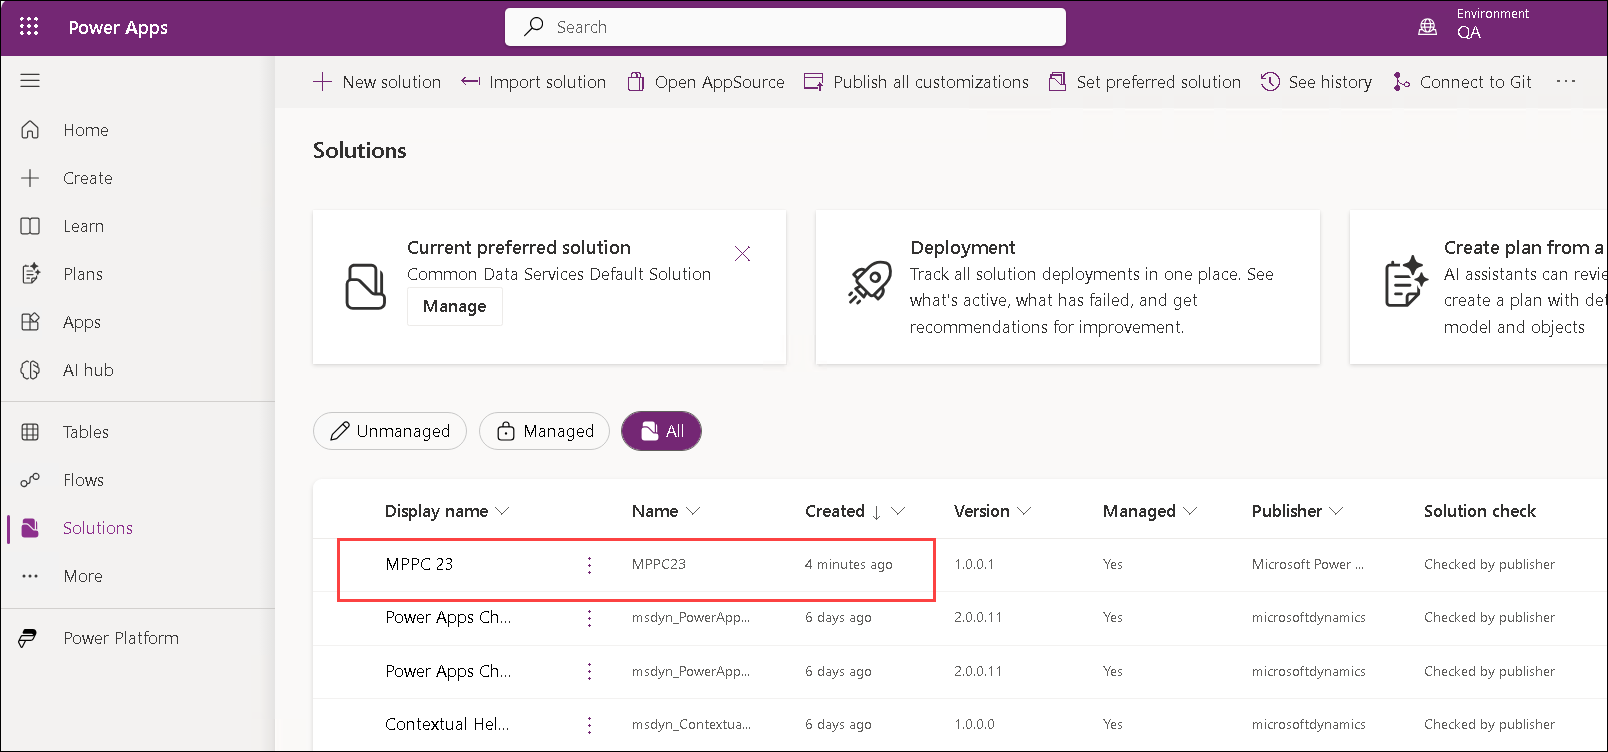 Power Apps
Search
Environment
QA
New solution
Import solution
Open AppSource
Publish all customizations
Set preferred solution
See history
Connect to Git
Home
Create
Learn
Plans
Apps
AI hub
Tables
Flows
Solutions
More
Power Platform
Solutions
Current preferred solution
Common Data Services Default Solution
Manage
Deployment
Track all solution deployments in one place. See
what's active, what has failed, and get
recommendations for improvement.
Create plan from a
AI assistants can revie
create a plan with det
model and objects
Unmanaged
Managed
All
Display name Name Created Version Managed Publisher Solution check
MPPC 23 MPPC23 4 minutes ago 1.0.0.1 Yes Microsoft Power ... Checked by publisher
Power Apps Ch... msdyn_PowerApp... 6 days ago 2.0.0.11 Yes microsoftdynamics Checked by publisher
Power Apps Ch... msdyn_PowerApp... 6 days ago 2.0.0.11 Yes microsoftdynamics Checked by publisher
Contextual Hel... msdyn_Contextua... 6 days ago 1.0.0.0 Yes microsoftdynamics Checked by publisher